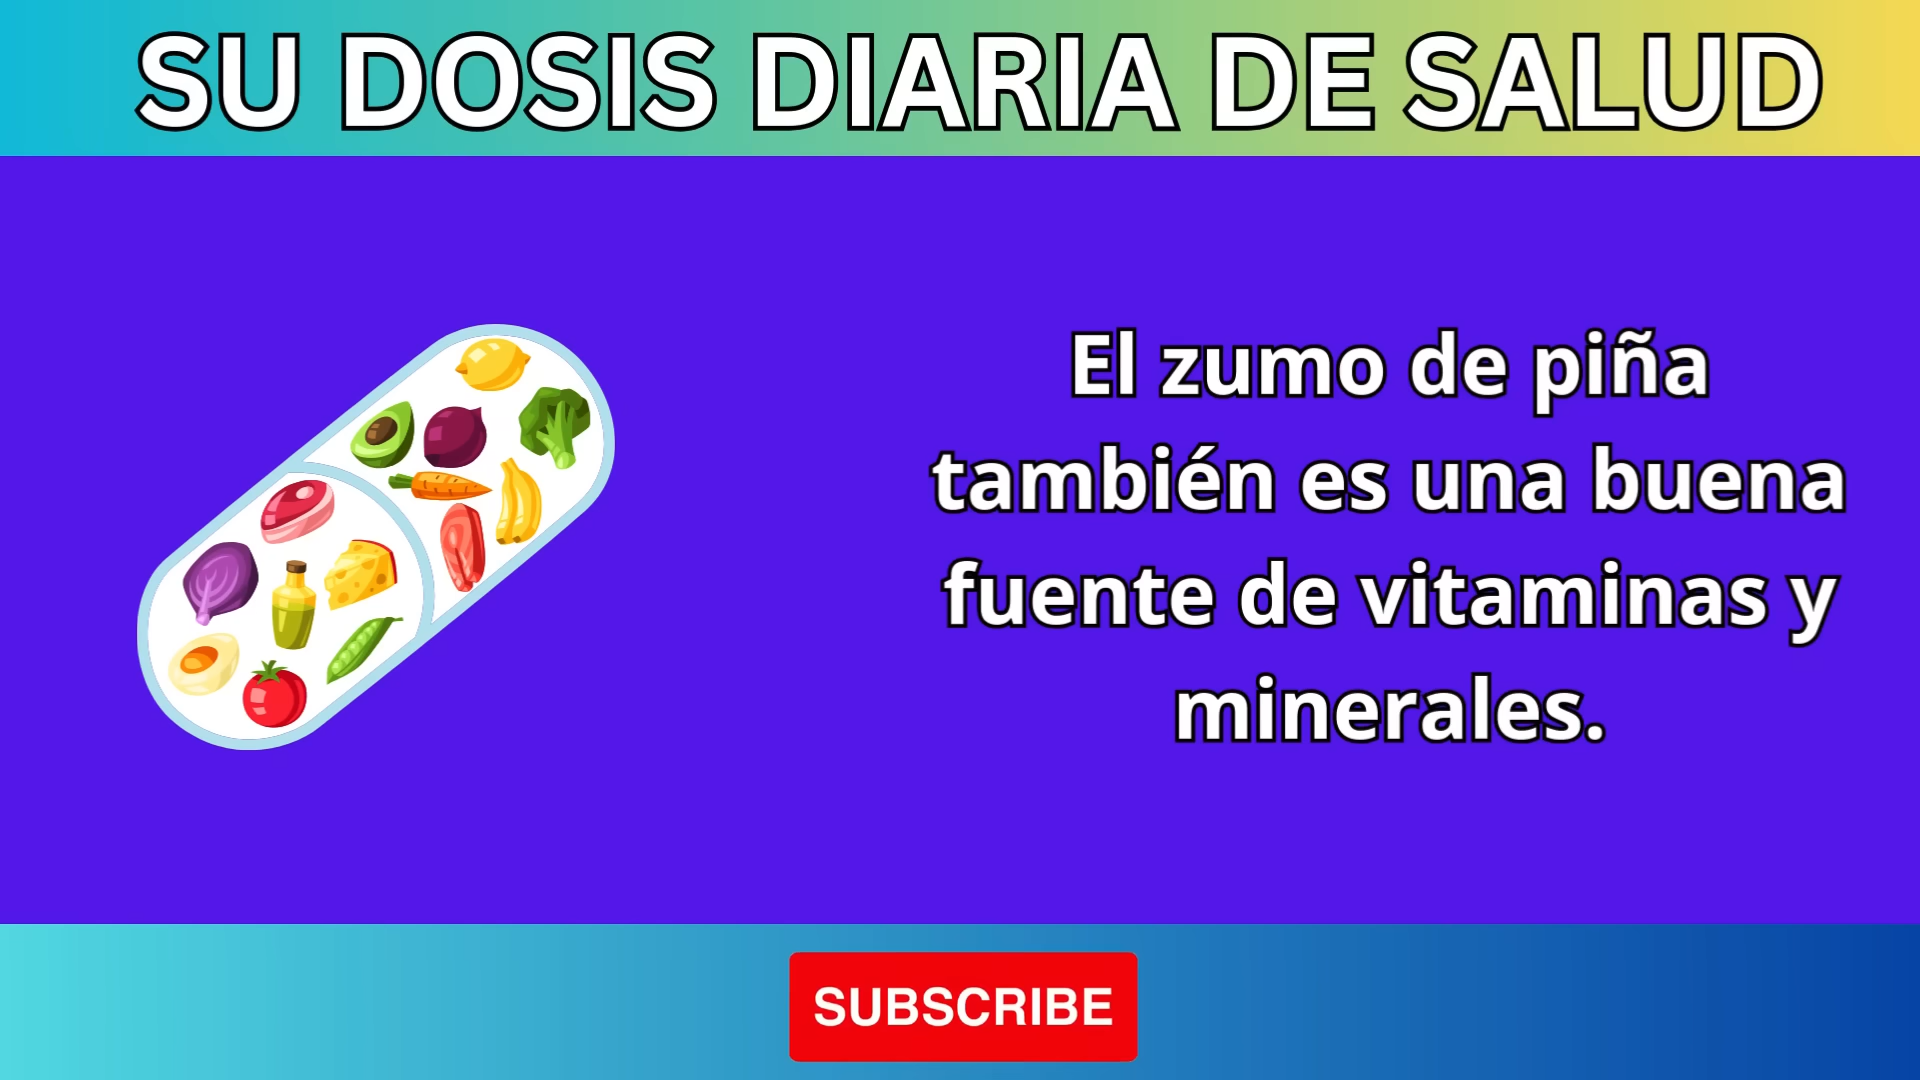 SU DOSIS DIARIA DE SALUD
El zumo de piña
también es una buena
fuente de vitaminas y
minerales.
SUBSCRIBE